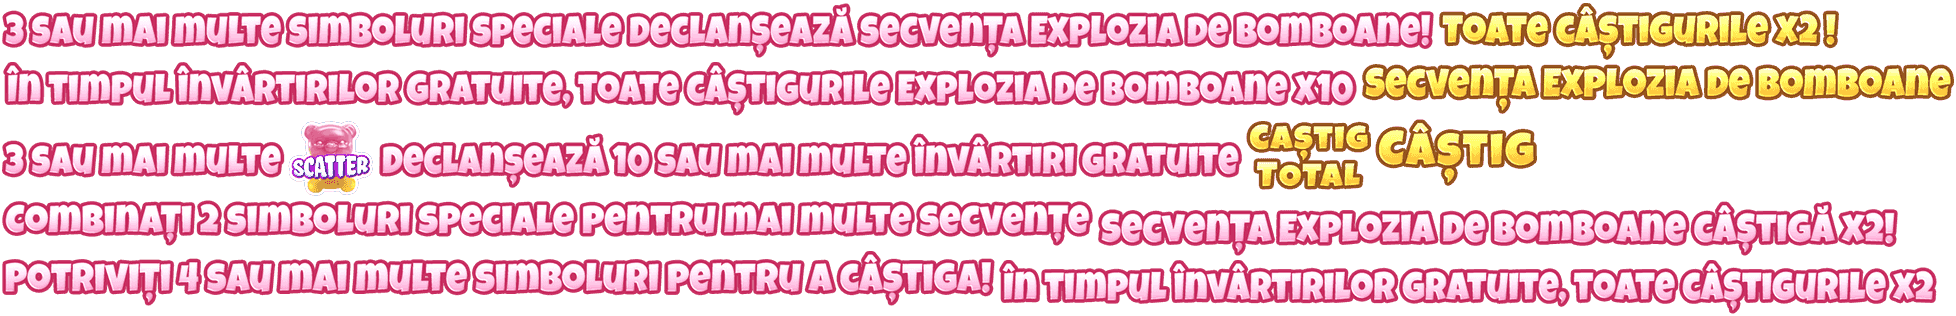 3 sau mai multe simboluri speciale declanșează secvența Explozia de Bomboane! Toate câștigurile x2 !
În timpul învârtirilor gratuite, toate câștigurile Explozia de Bomboane x10 Secvența Explozia de Bomboane
3 sau mai multe SCATTER declanșează 10 sau mai multe învârtiri gratuite CAȘTIG TOTAL CÂȘTIG
Combinați 2 simboluri speciale pentru mai multe secvențe Secvența Explozia de Bomboane câștigă x2!
Potriviți 4 sau mai multe simboluri pentru a câștiga! În timpul învârtirilor gratuite, toate câștigurile x2